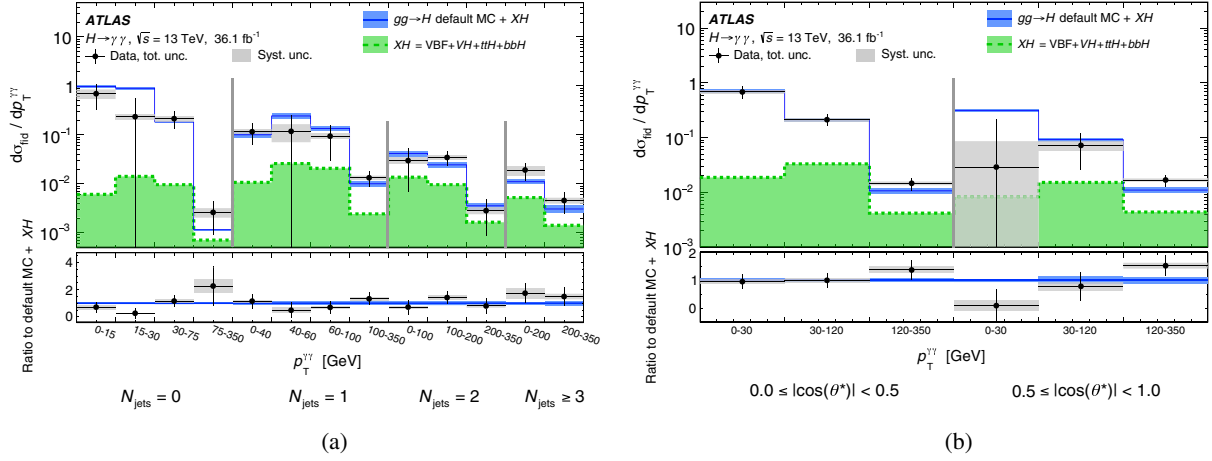 ATLAS
H→γγ, √s = 13 TeV, 36.1 fb⁻¹
Data, tot. unc. Syst. unc.
gg→H default MC + XH
XH = VBF+VH+ttH+bbH
dσ_fid / dp_T^γγ
10
1
10⁻¹
10⁻²
10⁻³
Ratio to default MC + XH
4
2
0
0-15 15-30 30-75 75-350 0-40 40-60 60-100 100-350 0-100 100-200 200-350 0-200 200-350
p_T^γγ [GeV]
N_jets = 0 N_jets = 1 N_jets = 2 N_jets ≥ 3
(a)
ATLAS
H→γγ, √s = 13 TeV, 36.1 fb⁻¹
Data, tot. unc. Syst. unc.
gg→H default MC + XH
XH = VBF+VH+ttH+bbH
dσ_fid / dp_T^γγ
10
1
10⁻¹
10⁻²
10⁻³
Ratio to default MC + XH
2
1.5
1
0.5
0
0-30 30-120 120-350 0-30 30-120 120-350
p_T^γγ [GeV]
0.0 ≤ |cos(θ*)| < 0.5 0.5 ≤ |cos(θ*)| < 1.0
(b)